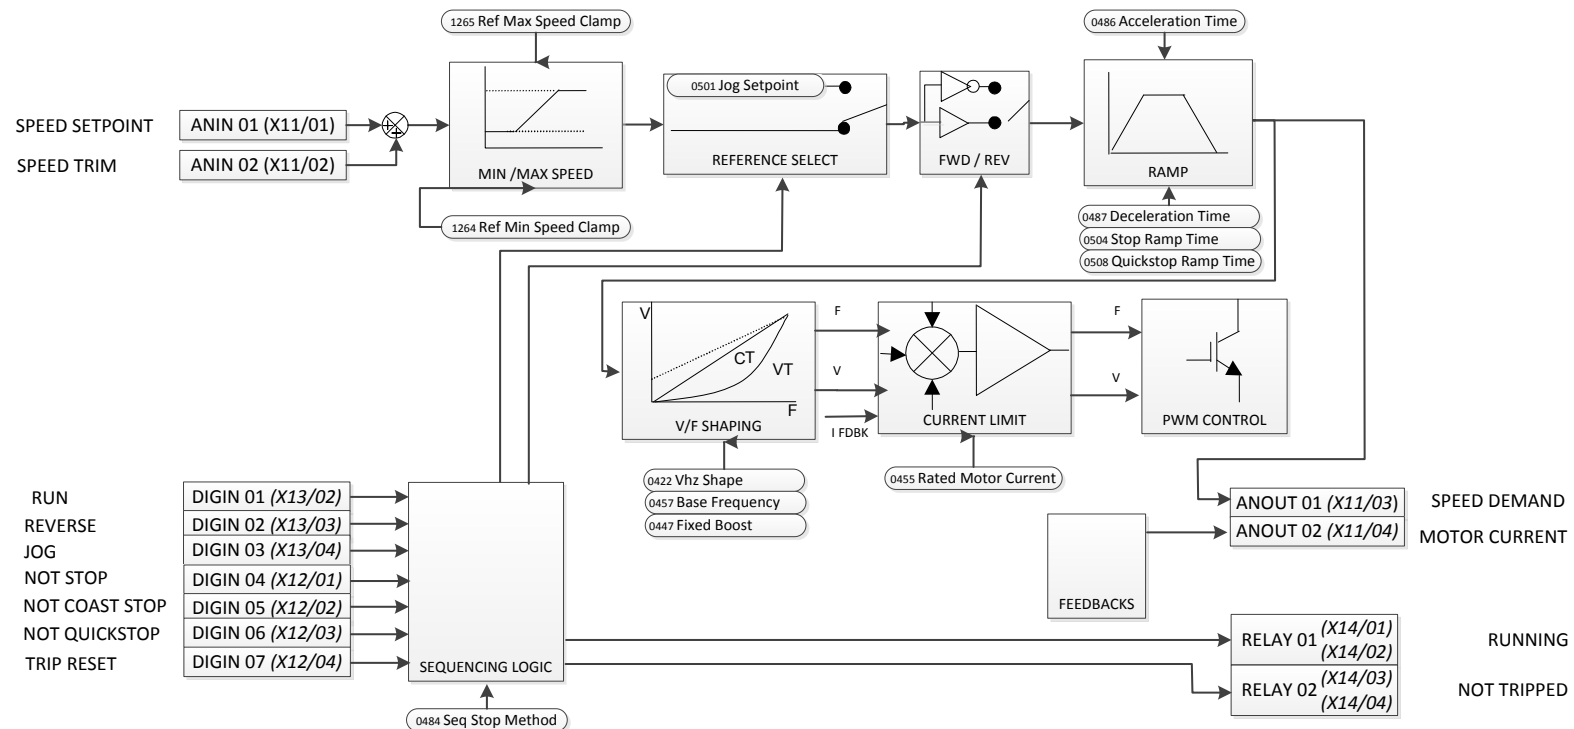 1265 Ref Max Speed Clamp
0486 Acceleration Time
0501 Jog Setpoint
SPEED SETPOINT
ANIN 01 (X11/01)
SPEED TRIM
ANIN 02 (X11/02)
MIN /MAX SPEED
REFERENCE SELECT
FWD / REV
RAMP
1264 Ref Min Speed Clamp
0487 Deceleration Time
0504 Stop Ramp Time
0508 Quickstop Ramp Time
V
CT
VT
F
V/F SHAPING
F
V
I FDBK
CURRENT LIMIT
F
V
PWM CONTROL
0422 Vhz Shape
0457 Base Frequency
0447 Fixed Boost
0455 Rated Motor Current
RUN
DIGIN 01 (X13/02)
REVERSE
DIGIN 02 (X13/03)
JOG
DIGIN 03 (X13/04)
NOT STOP
DIGIN 04 (X12/01)
NOT COAST STOP
DIGIN 05 (X12/02)
NOT QUICKSTOP
DIGIN 06 (X12/03)
TRIP RESET
DIGIN 07 (X12/04)
SEQUENCING LOGIC
0484 Seq Stop Method
FEEDBACKS
ANOUT 01 (X11/03)
SPEED DEMAND
ANOUT 02 (X11/04)
MOTOR CURRENT
RELAY 01 (X14/01)
(X14/02)
RUNNING
RELAY 02 (X14/03)
(X14/04)
NOT TRIPPED